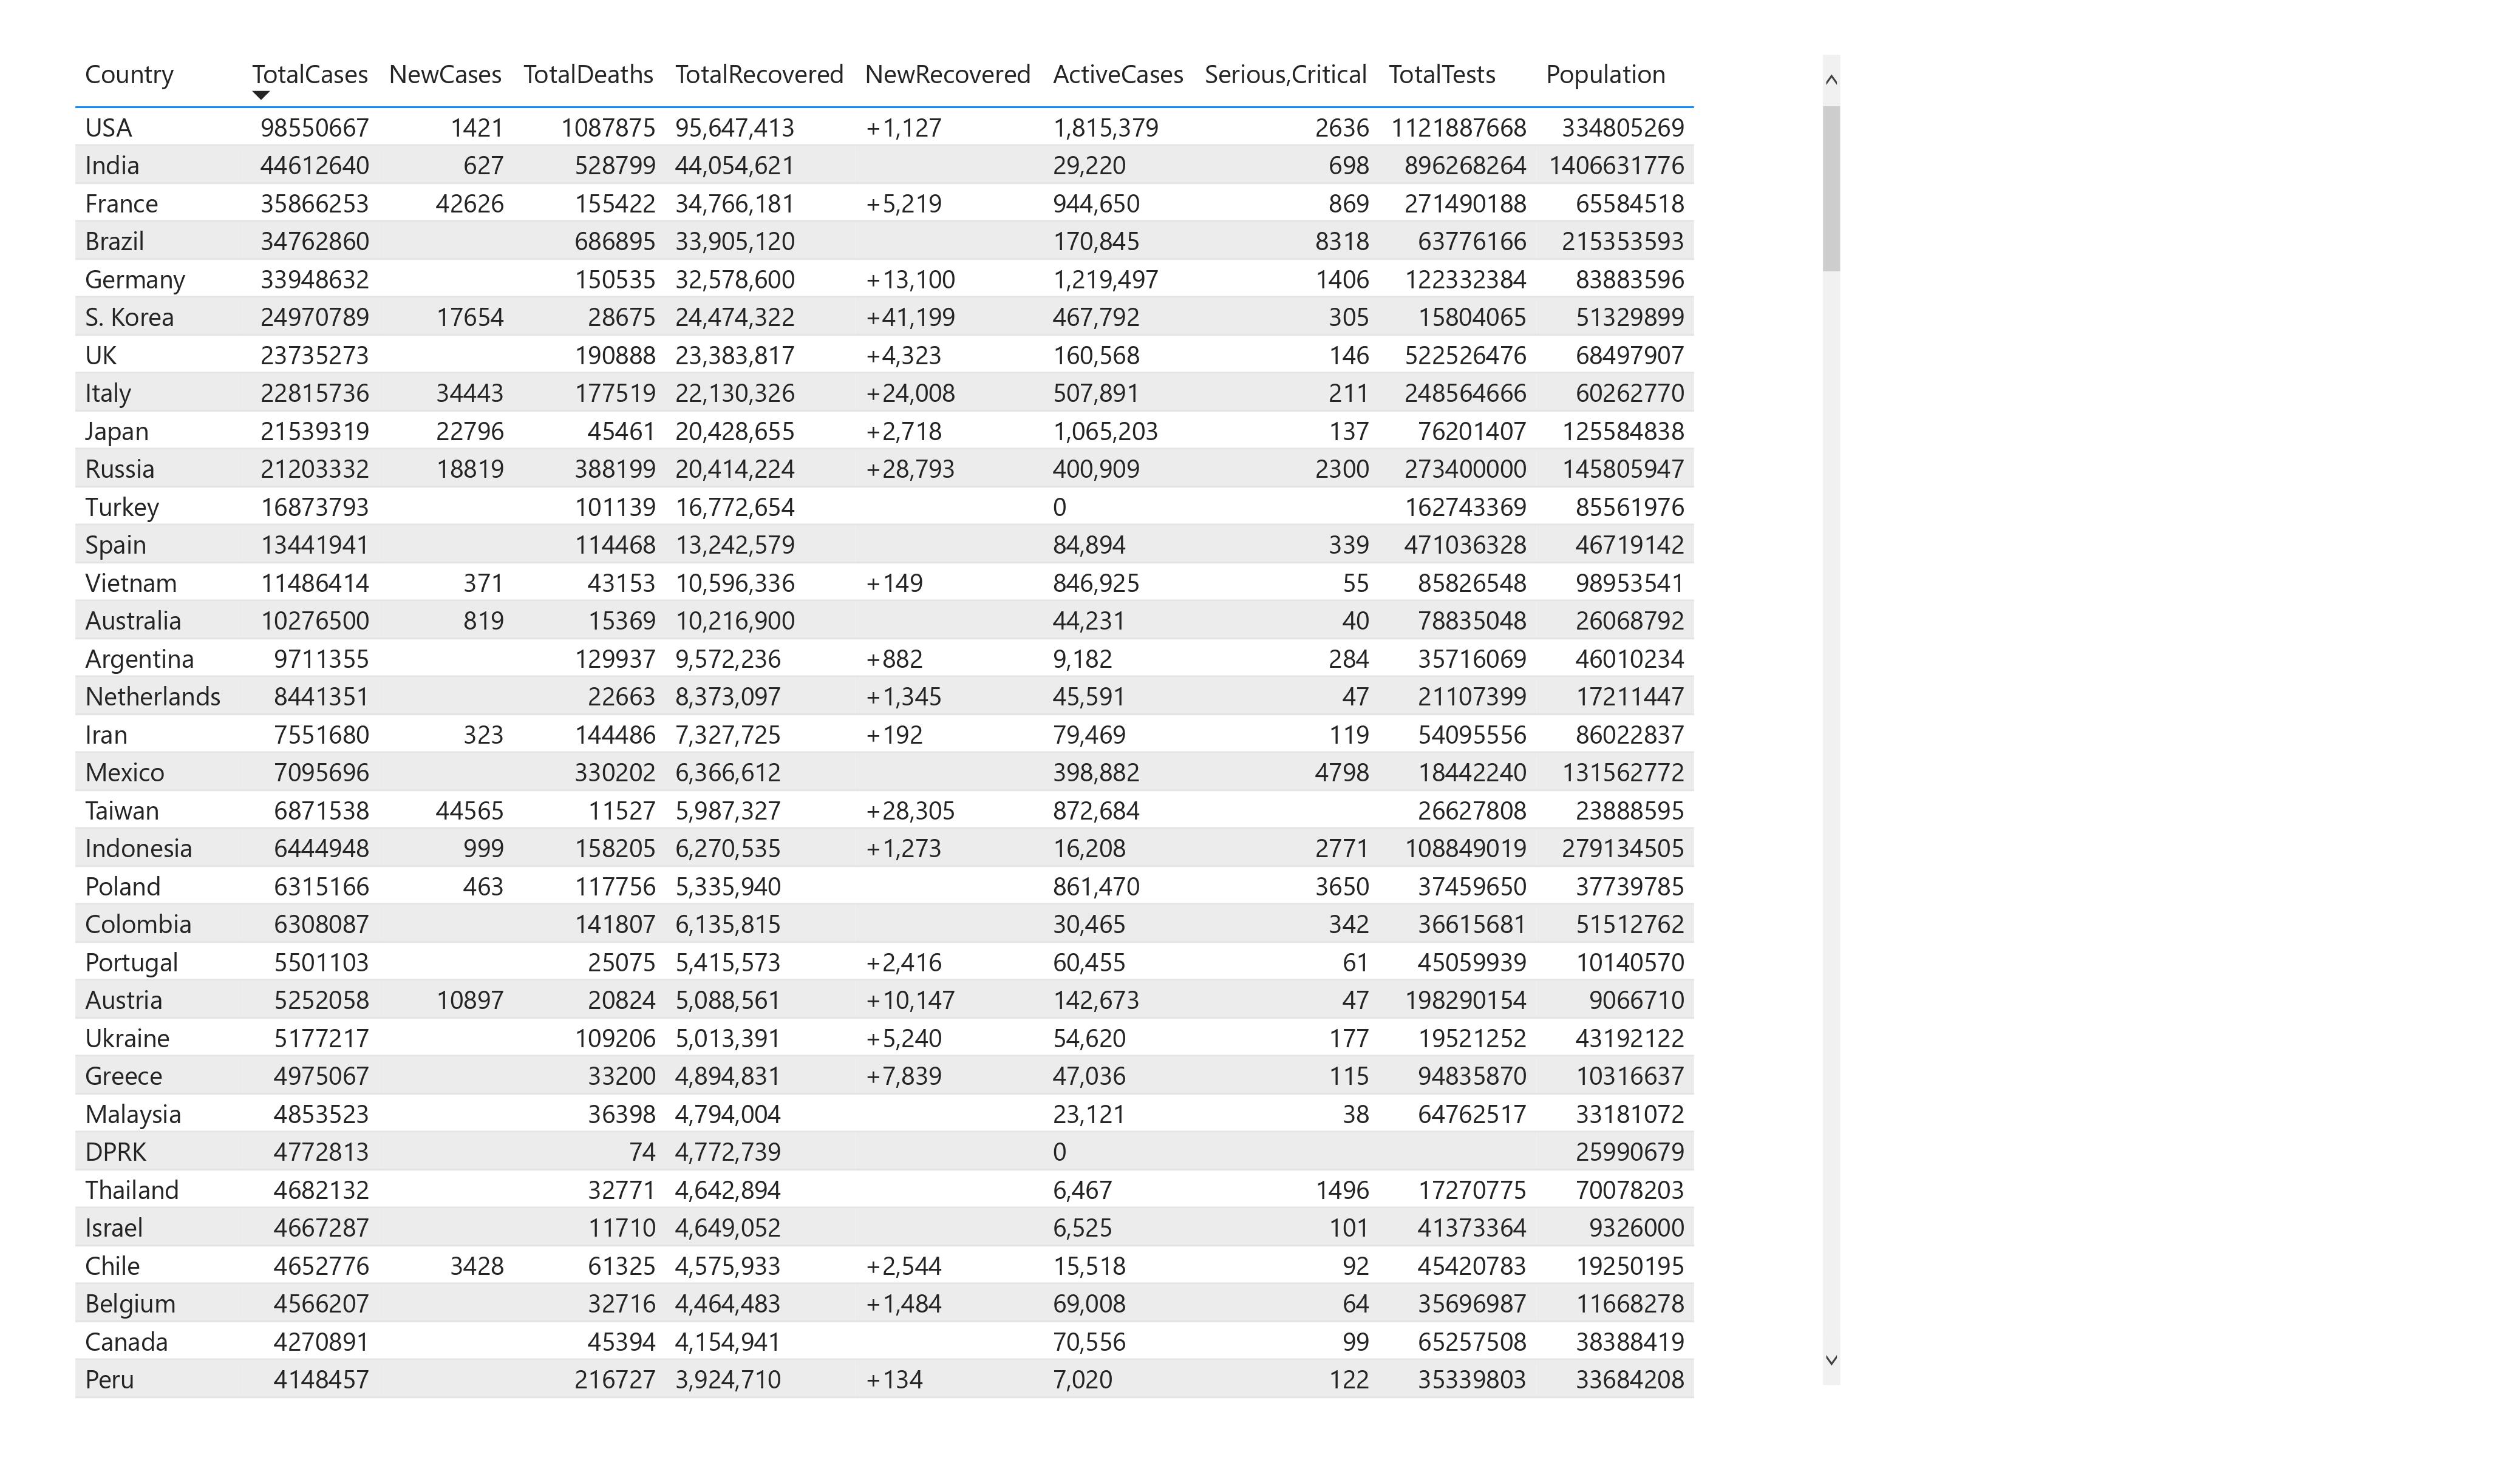 Country TotalCases NewCases TotalDeaths TotalRecovered NewRecovered ActiveCases Serious,Critical TotalTests Population
USA 98550667 1421 1087875 95,647,413 +1,127 1,815,379 2636 1121887668 334805269
India 44612640 627 528799 44,054,621 29,220 698 896268264 1406631776
France 35866253 42626 155422 34,766,181 +5,219 944,650 869 271490188 65584518
Brazil 34762860 686895 33,905,120 170,845 8318 63776166 215353593
Germany 33948632 150535 32,578,600 +13,100 1,219,497 1406 122332384 83883596
S. Korea 24970789 17654 28675 24,474,322 +41,199 467,792 305 15804065 51329899
UK 23735273 190888 23,383,817 +4,323 160,568 146 522526476 68497907
Italy 22815736 34443 177519 22,130,326 +24,008 507,891 211 248564666 60262770
Japan 21539319 22796 45461 20,428,655 +2,718 1,065,203 137 76201407 125584838
Russia 21203332 18819 388199 20,414,224 +28,793 400,909 2300 273400000 145805947
Turkey 16873793 101139 16,772,654 0 162743369 85561976
Spain 13441941 114468 13,242,579 84,894 339 471036328 46719142
Vietnam 11486414 371 43153 10,596,336 +149 846,925 55 85826548 98953541
Australia 10276500 819 15369 10,216,900 44,231 40 78835048 26068792
Argentina 9711355 129937 9,572,236 +882 9,182 284 35716069 46010234
Netherlands 8441351 22663 8,373,097 +1,345 45,591 47 21107399 17211447
Iran 7551680 323 144486 7,327,725 +192 79,469 119 54095556 86022837
Mexico 7095696 330202 6,366,612 398,882 4798 18442240 131562772
Taiwan 6871538 44565 11527 5,987,327 +28,305 872,684 26627808 23888595
Indonesia 6444948 999 158205 6,270,535 +1,273 16,208 2771 108849019 279134505
Poland 6315166 463 117756 5,335,940 861,470 3650 37459650 37739785
Colombia 6308087 141807 6,135,815 30,465 342 36615681 51512762
Portugal 5501103 25075 5,415,573 +2,416 60,455 61 45059939 10140570
Austria 5252058 10897 20824 5,088,561 +10,147 142,673 47 198290154 9066710
Ukraine 5177217 109206 5,013,391 +5,240 54,620 177 19521252 43192122
Greece 4975067 33200 4,894,831 +7,839 47,036 115 94835870 10316637
Malaysia 4853523 36398 4,794,004 23,121 38 64762517 33181072
DPRK 4772813 74 4,772,739 0 25990679
Thailand 4682132 32771 4,642,894 6,467 1496 17270775 70078203
Israel 4667287 11710 4,649,052 6,525 101 41373364 9326000
Chile 4652776 3428 61325 4,575,933 +2,544 15,518 92 45420783 19250195
Belgium 4566207 32716 4,464,483 +1,484 69,008 64 35696987 11668278
Canada 4270891 45394 4,154,941 70,556 99 65257508 38388419
Peru 4148457 216727 3,924,710 +134 7,020 122 35339803 33684208